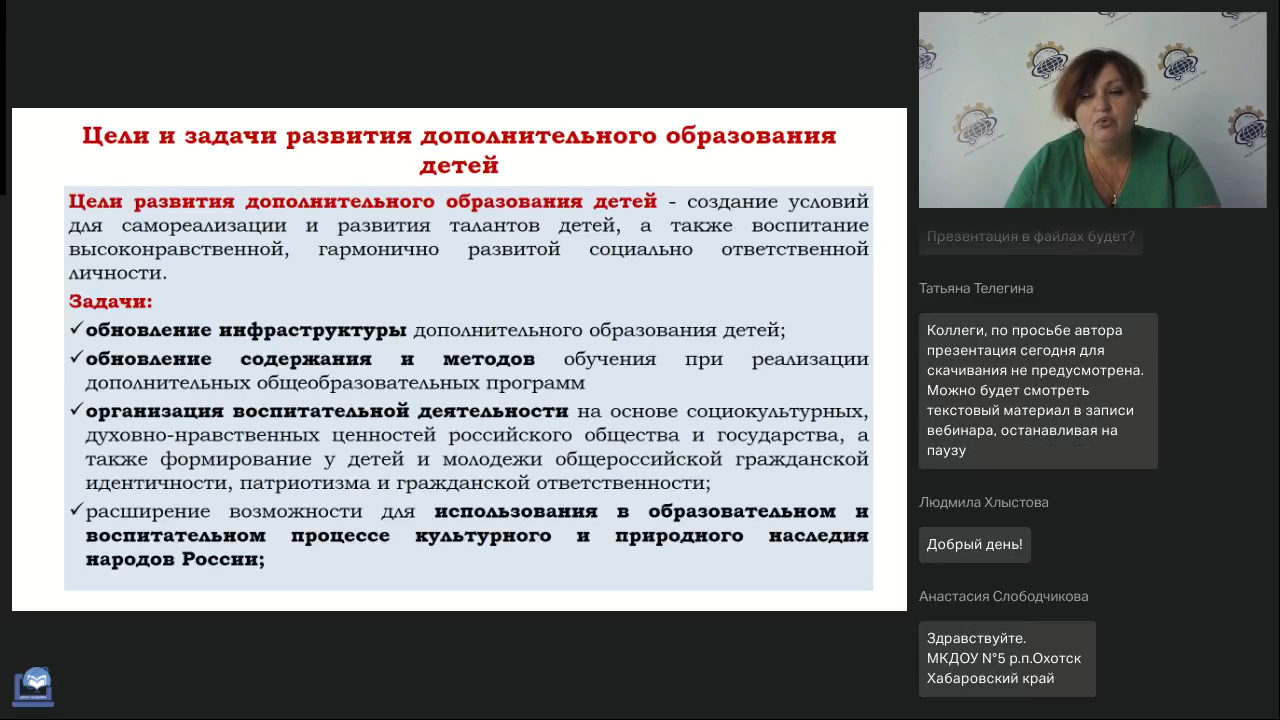 Цели и задачи развития дополнительного образования
детей
Цели развития дополнительного образования детей - создание условий
для самореализации и развития талантов детей, а также воспитание
высоконравственной, гармонично развитой социально ответственной
личности.
Задачи:
✓обновление инфраструктуры дополнительного образования детей;
✓обновление содержания и методов обучения при реализации
дополнительных общеобразовательных программ
✓организация воспитательной деятельности на основе социокультурных,
духовно-нравственных ценностей российского общества и государства, а
также формирование у детей и молодежи общероссийской гражданской
идентичности, патриотизма и гражданской ответственности;
✓расширение возможности для использования в образовательном и
воспитательном процессе культурного и природного наследия
народов России;
Презентация в файлах будет?
Татьяна Телегина
Коллеги, по просьбе автора
презентация сегодня для
скачивания не предусмотрена.
Можно будет смотреть
текстовый материал в записи
вебинара, останавливая на
паузу
Людмила Хлыстова
Добрый день!
Анастасия Слободчикова
Здравствуйте.
МКДОУ N°5 р.п.Охотск
Хабаровский край